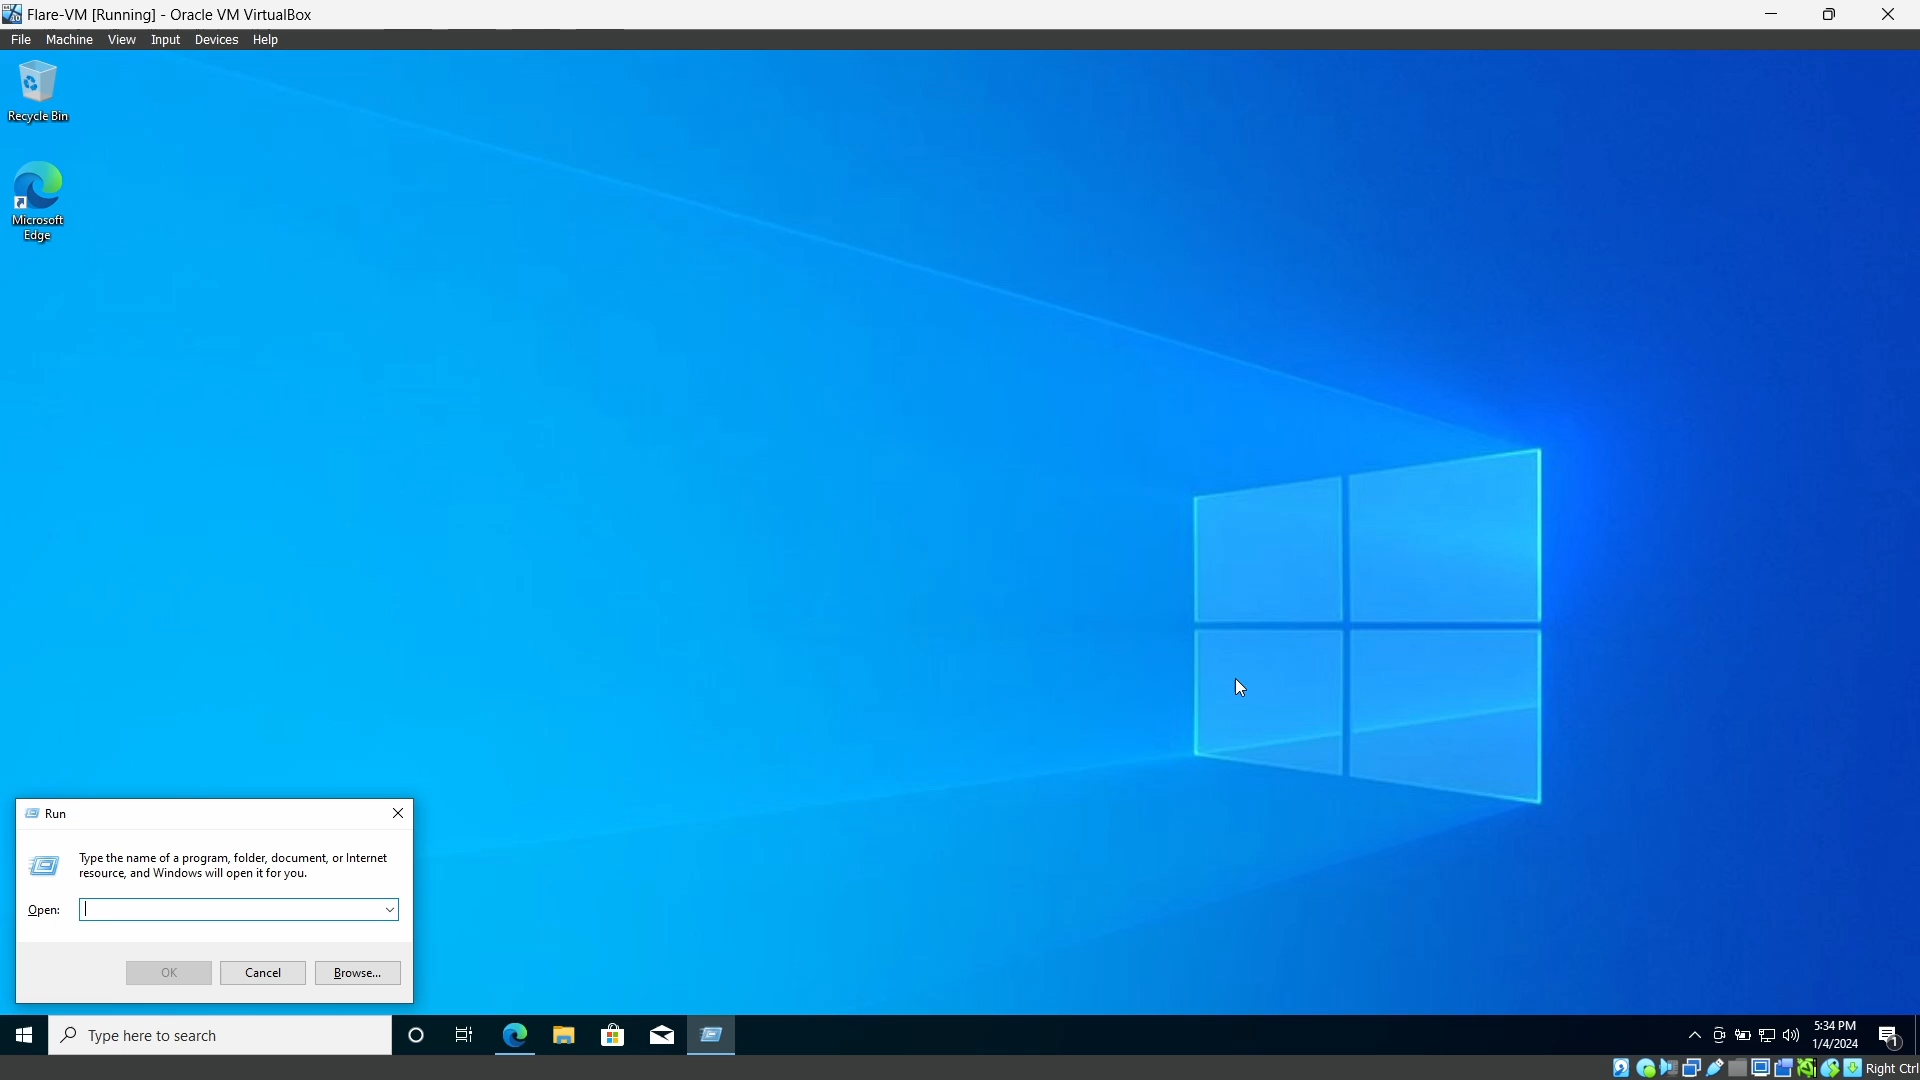 Flare-VM [Running] - Oracle VM VirtualBox
File Machine View Input Devices Help
Recycle Bin
Microsoft
Edge
Run
Type the name of a program, folder, document, or Internet
resource, and Windows will open it for you.
Open:
OK Cancel Browse...
Type here to search
5:34 PM
1/4/2024
1
Right Ctrl